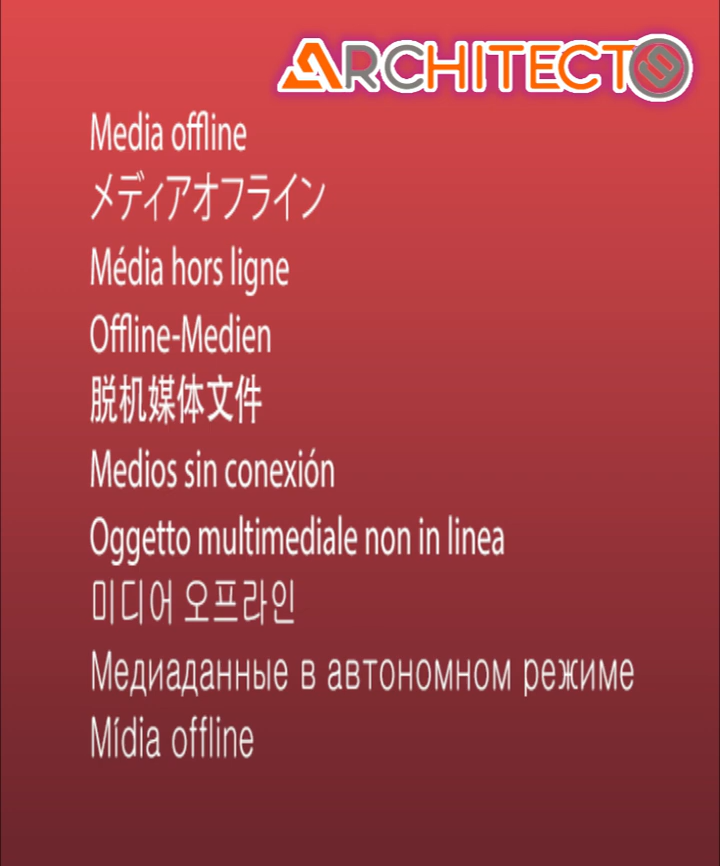 ARCHITECTS
Media offline
メディアオフライン
Média hors ligne
Offline-Medien
脱机媒体文件
Medios sin conexión
Oggetto multimediale non in linea
미디어 오프라인
Медиаданные в автономном режиме
Mídia offline